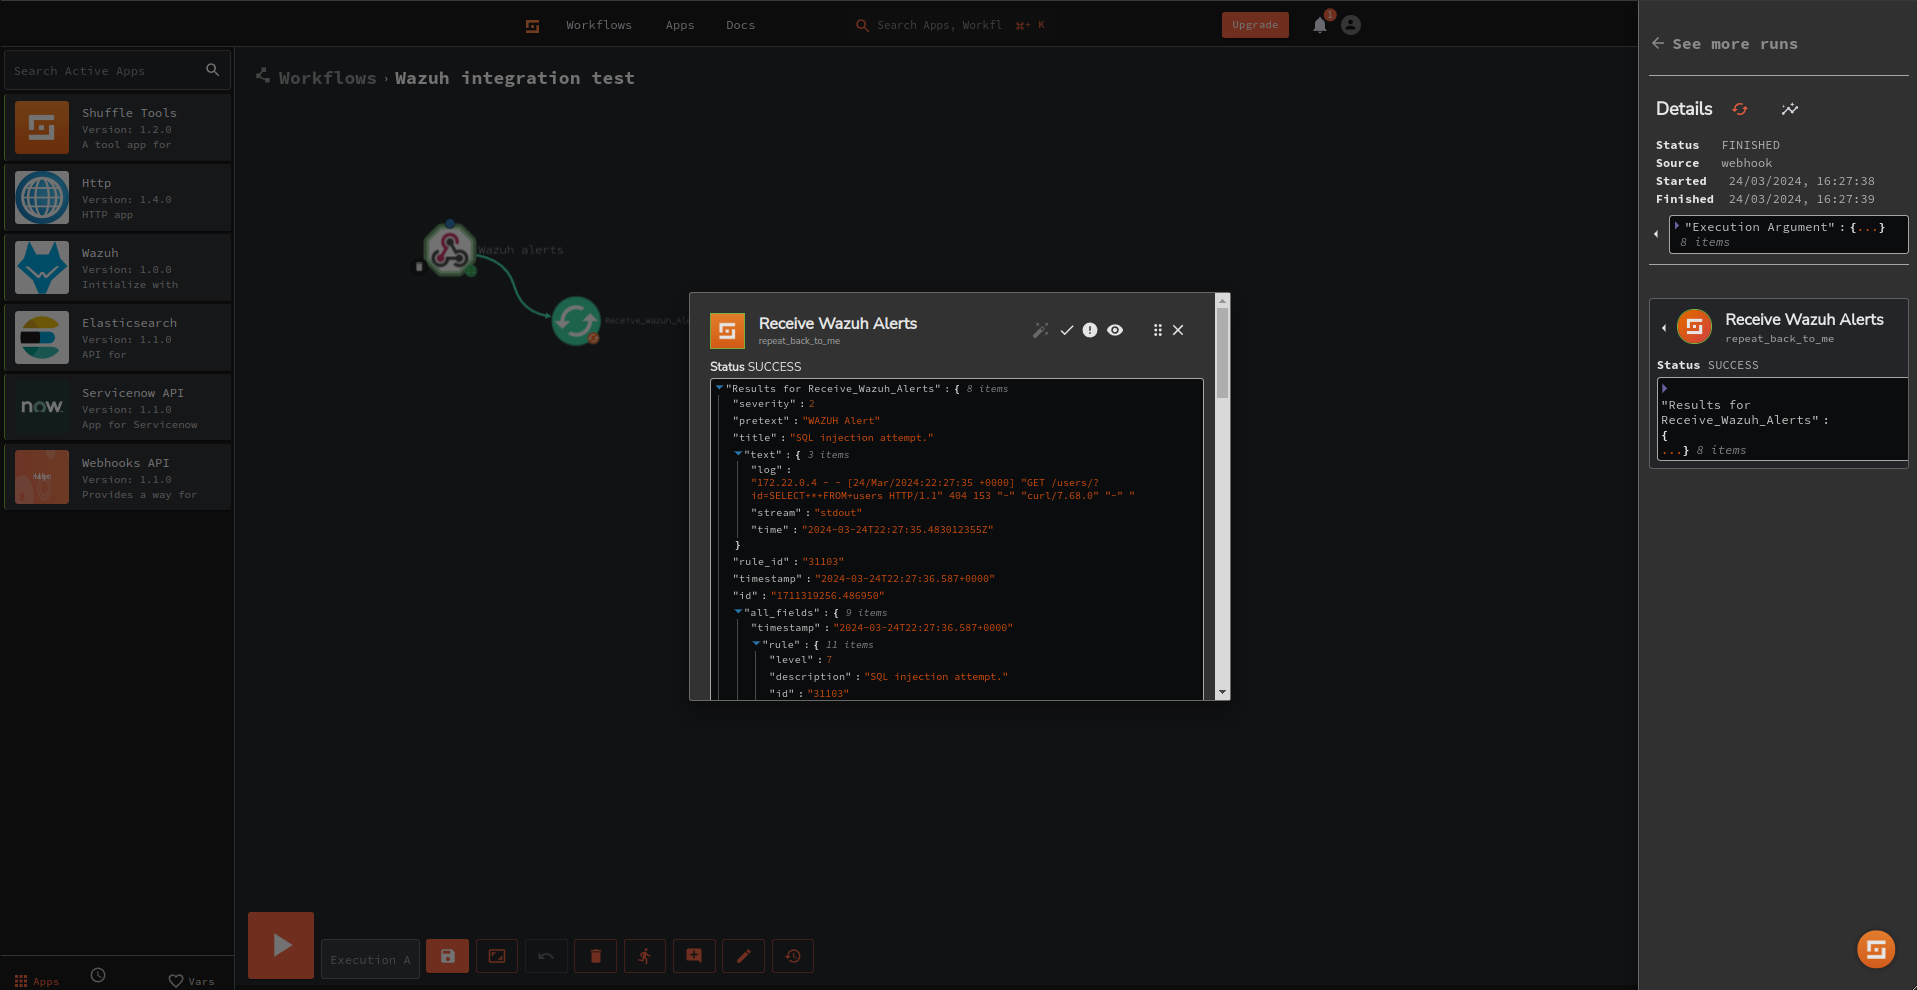 Workflows
Apps
Docs
Search Apps, Workfl
⌘+ K
Upgrade
1
Search Active Apps
Shuffle Tools
Version: 1.2.0
A tool app for
Http
Version: 1.4.0
HTTP app
Wazuh
Version: 1.0.0
Initialize with
Elasticsearch
Version: 1.1.0
API for
now.
Servicenow API
Version: 1.1.0
App for Servicenow
HubSpot
Webhooks API
Version: 1.1.0
Provides a way for
Apps
Vars
Workflows › Wazuh integration test
Wazuh alerts
Receive_Wazuh_Ale
Receive Wazuh Alerts
repeat_back_to_me
Status SUCCESS
"Results for Receive_Wazuh_Alerts" : { 8 items
"severity" : 2
"pretext" : "WAZUH Alert"
"title" : "SQL injection attempt."
"text" : { 3 items
"log" :
"172.22.0.4 - - [24/Mar/2024:22:27:35 +0000] "GET /users/?
id=SELECT+*+FROM+users HTTP/1.1" 404 153 "-" "curl/7.68.0" "-" "
"stream" : "stdout"
"time" : "2024-03-24T22:27:35.483012355Z"
}
"rule_id" : "31103"
"timestamp" : "2024-03-24T22:27:36.587+0000"
"id" : "1711319256.486950"
"all_fields" : { 9 items
"timestamp" : "2024-03-24T22:27:36.587+0000"
"rule" : { 11 items
"level" : 7
"description" : "SQL injection attempt."
"id" : "31103"
Execution A
See more runs
Details
Status FINISHED
Source webhook
Started 24/03/2024, 16:27:38
Finished 24/03/2024, 16:27:39
"Execution Argument" : {...}
8 items
Receive Wazuh Alerts
repeat_back_to_me
Status SUCCESS
"Results for
Receive_Wazuh_Alerts" :
{
...} 8 items